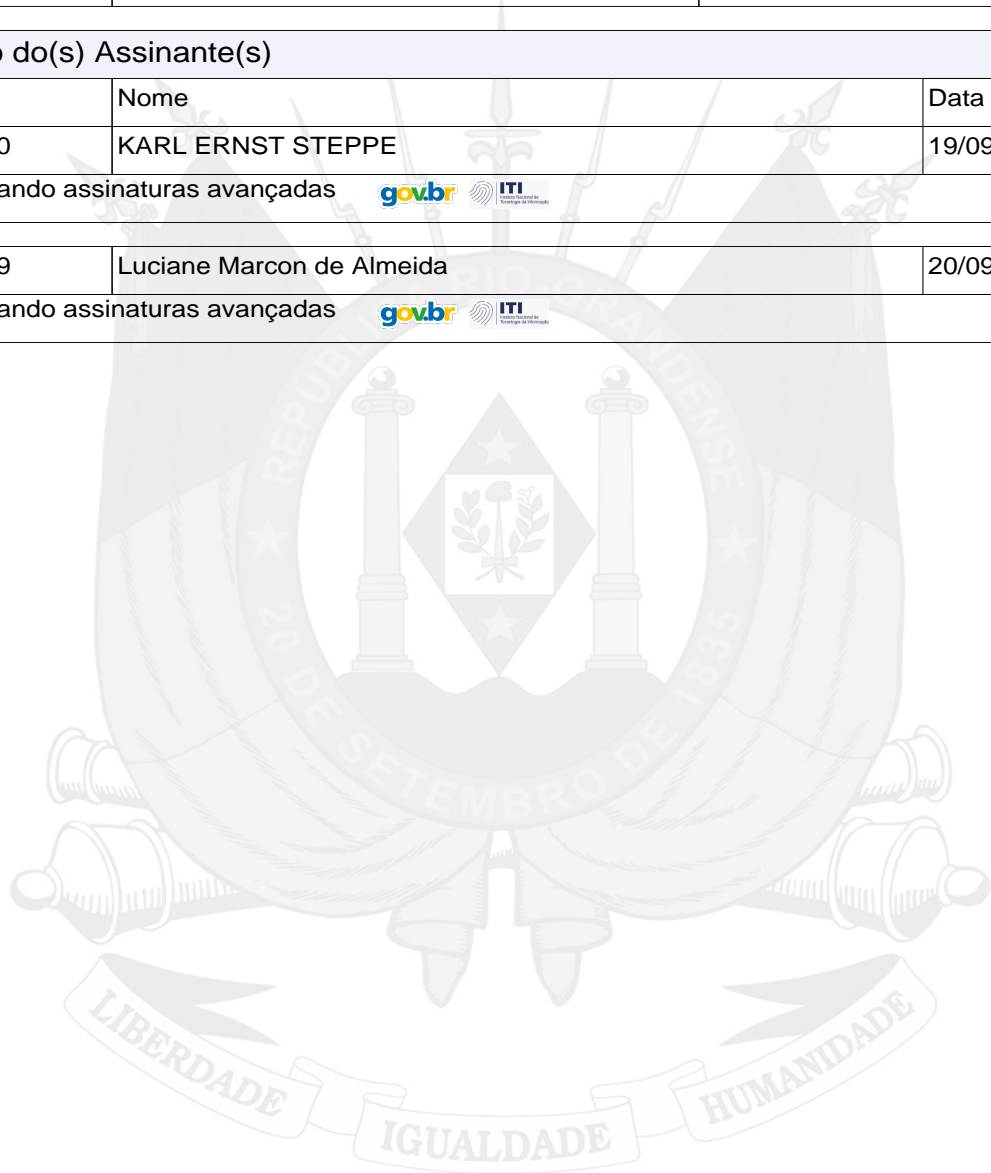 o do(s) Assinante(s)
Nome Data
0 KARL ERNST STEPPE 19/09
ando assinaturas avançadas gov.br ITI
9 Luciane Marcon de Almeida 20/09
ando assinaturas avançadas gov.br ITI
REPÚBLICA RIO-GRANDENSE
20 DE SETEMBRO DE 1835
LIBERDADE IGUALDADE HUMANIDADE